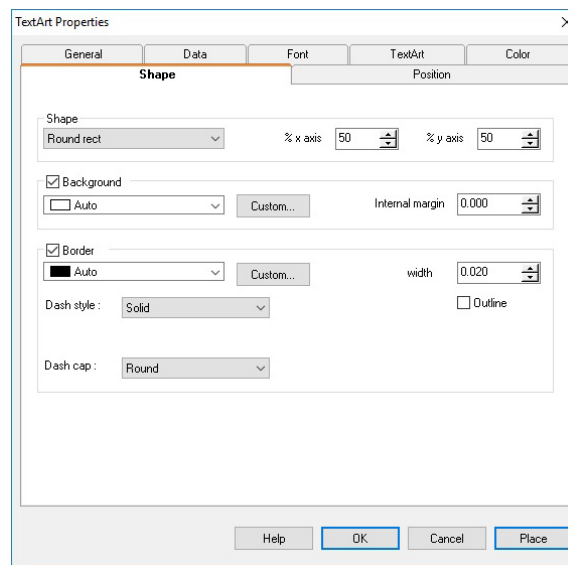 TextArt Properties
General Data Font TextArt Color
Shape Position
Shape
Round rect % x axis 50 % y axis 50
Background
Auto Custom... Internal margin 0.000
Border
Auto Custom... width 0.020
Dash style : Solid Outline
Dash cap : Round
Help OK Cancel Place